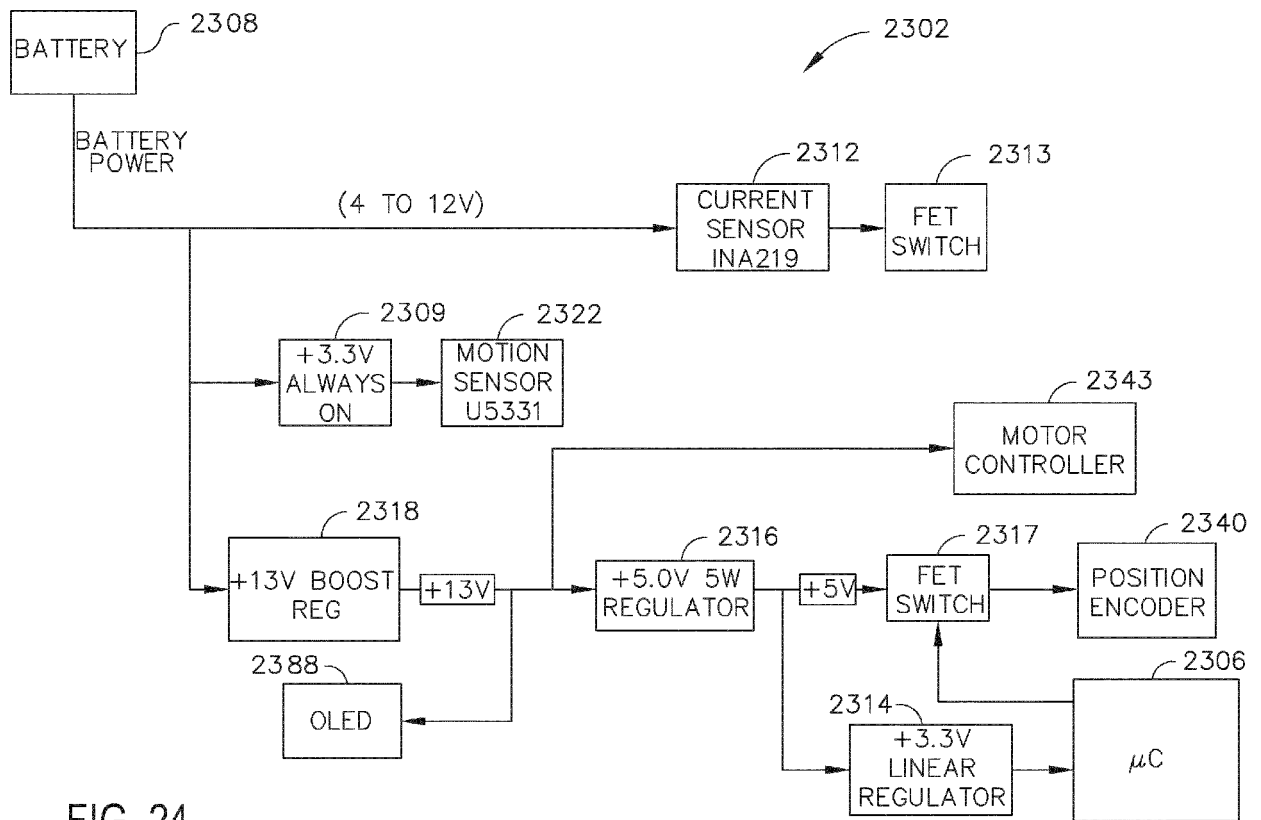 BATTERY
2308
2302
BATTERY
POWER
(4 TO 12V)
2312
CURRENT
SENSOR
INA219
2313
FET
SWITCH
2309
+3.3V
ALWAYS
ON
2322
MOTION
SENSOR
U5331
2343
MOTOR
CONTROLLER
2318
+13V BOOST
REG
+13V
2316
+5.0V 5W
REGULATOR
+5V
2317
FET
SWITCH
2340
POSITION
ENCODER
2388
OLED
2314
+3.3V
LINEAR
REGULATOR
2306
μC
FIG. 24